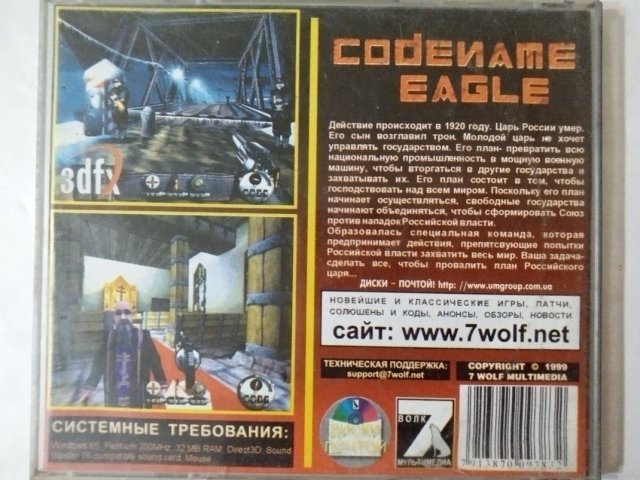 CODENAME
EAGLE
Действие происходит в 1920 году. Царь России умер.
Его сын возглавил трон. Молодой царь не хочет
управлять государством. Его план- превратить всю
национальную промышленность в мощную военную
машину, чтобы вторгаться в другие государства и
захватывать их. Его план состоит в том, чтобы
господствовать над всем миром. Поскольку его план
начинает осуществляться, свободные государства
начинают объединяться, чтобы сформировать Союз
против нападок Российской власти.
Образовалась специальная команда, которая
предпринимает действия, препятсвующие попытки
Российской власти захватить весь мир. Ваша задача-
сделать все, чтобы провалить план Российского
царя...
ДИСКИ – ПОЧТОЙ! http: //www.umgroup.com.ua
НОВЕЙШИЕ И КЛАССИЧЕСКИЕ ИГРЫ, ПАТЧИ,
СОЛЮШЕНЫ И КОДЫ, АНОНСЫ, ОБЗОРЫ, НОВОСТИ
сайт: www.7wolf.net
ТЕХНИЧЕСКАЯ ПОДДЕРЖКА:
support@7wolf.net
COPYRIGHT © 1999
7 WOLF MULTIMEDIA
3dfx
CODE
CODE
СИСТЕМНЫЕ ТРЕБОВАНИЯ:
Windows 95, Pentium 200MHz, 32 MB RAM, Direct3D, Sound
Blaster 16 compatible sound card, Mouse
7
ВОЛК
МУЛЬТИМЕДИА
7 913870 093832